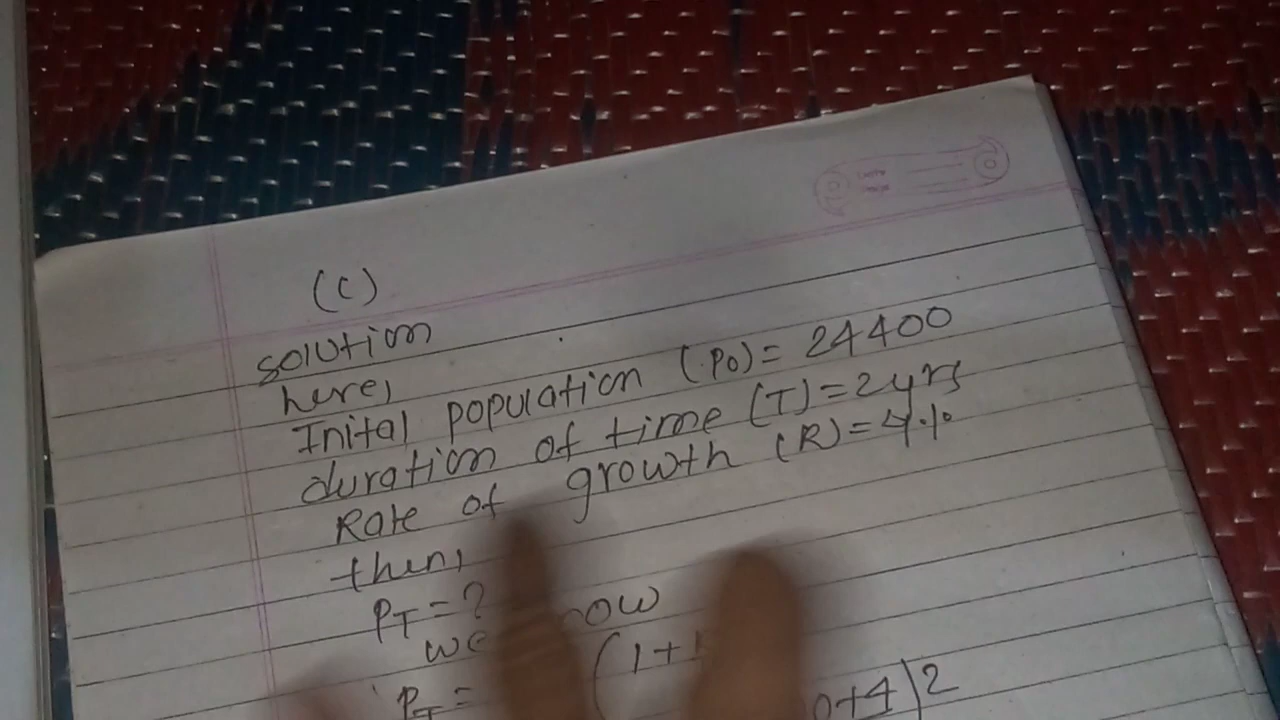 (c)
solution
here,
Inital population (P0) = 24400
duration of time (T) = 2yrs
Rate of growth (R) = 4%
then,
PT = ?
we
PT = (1+
0+4)2